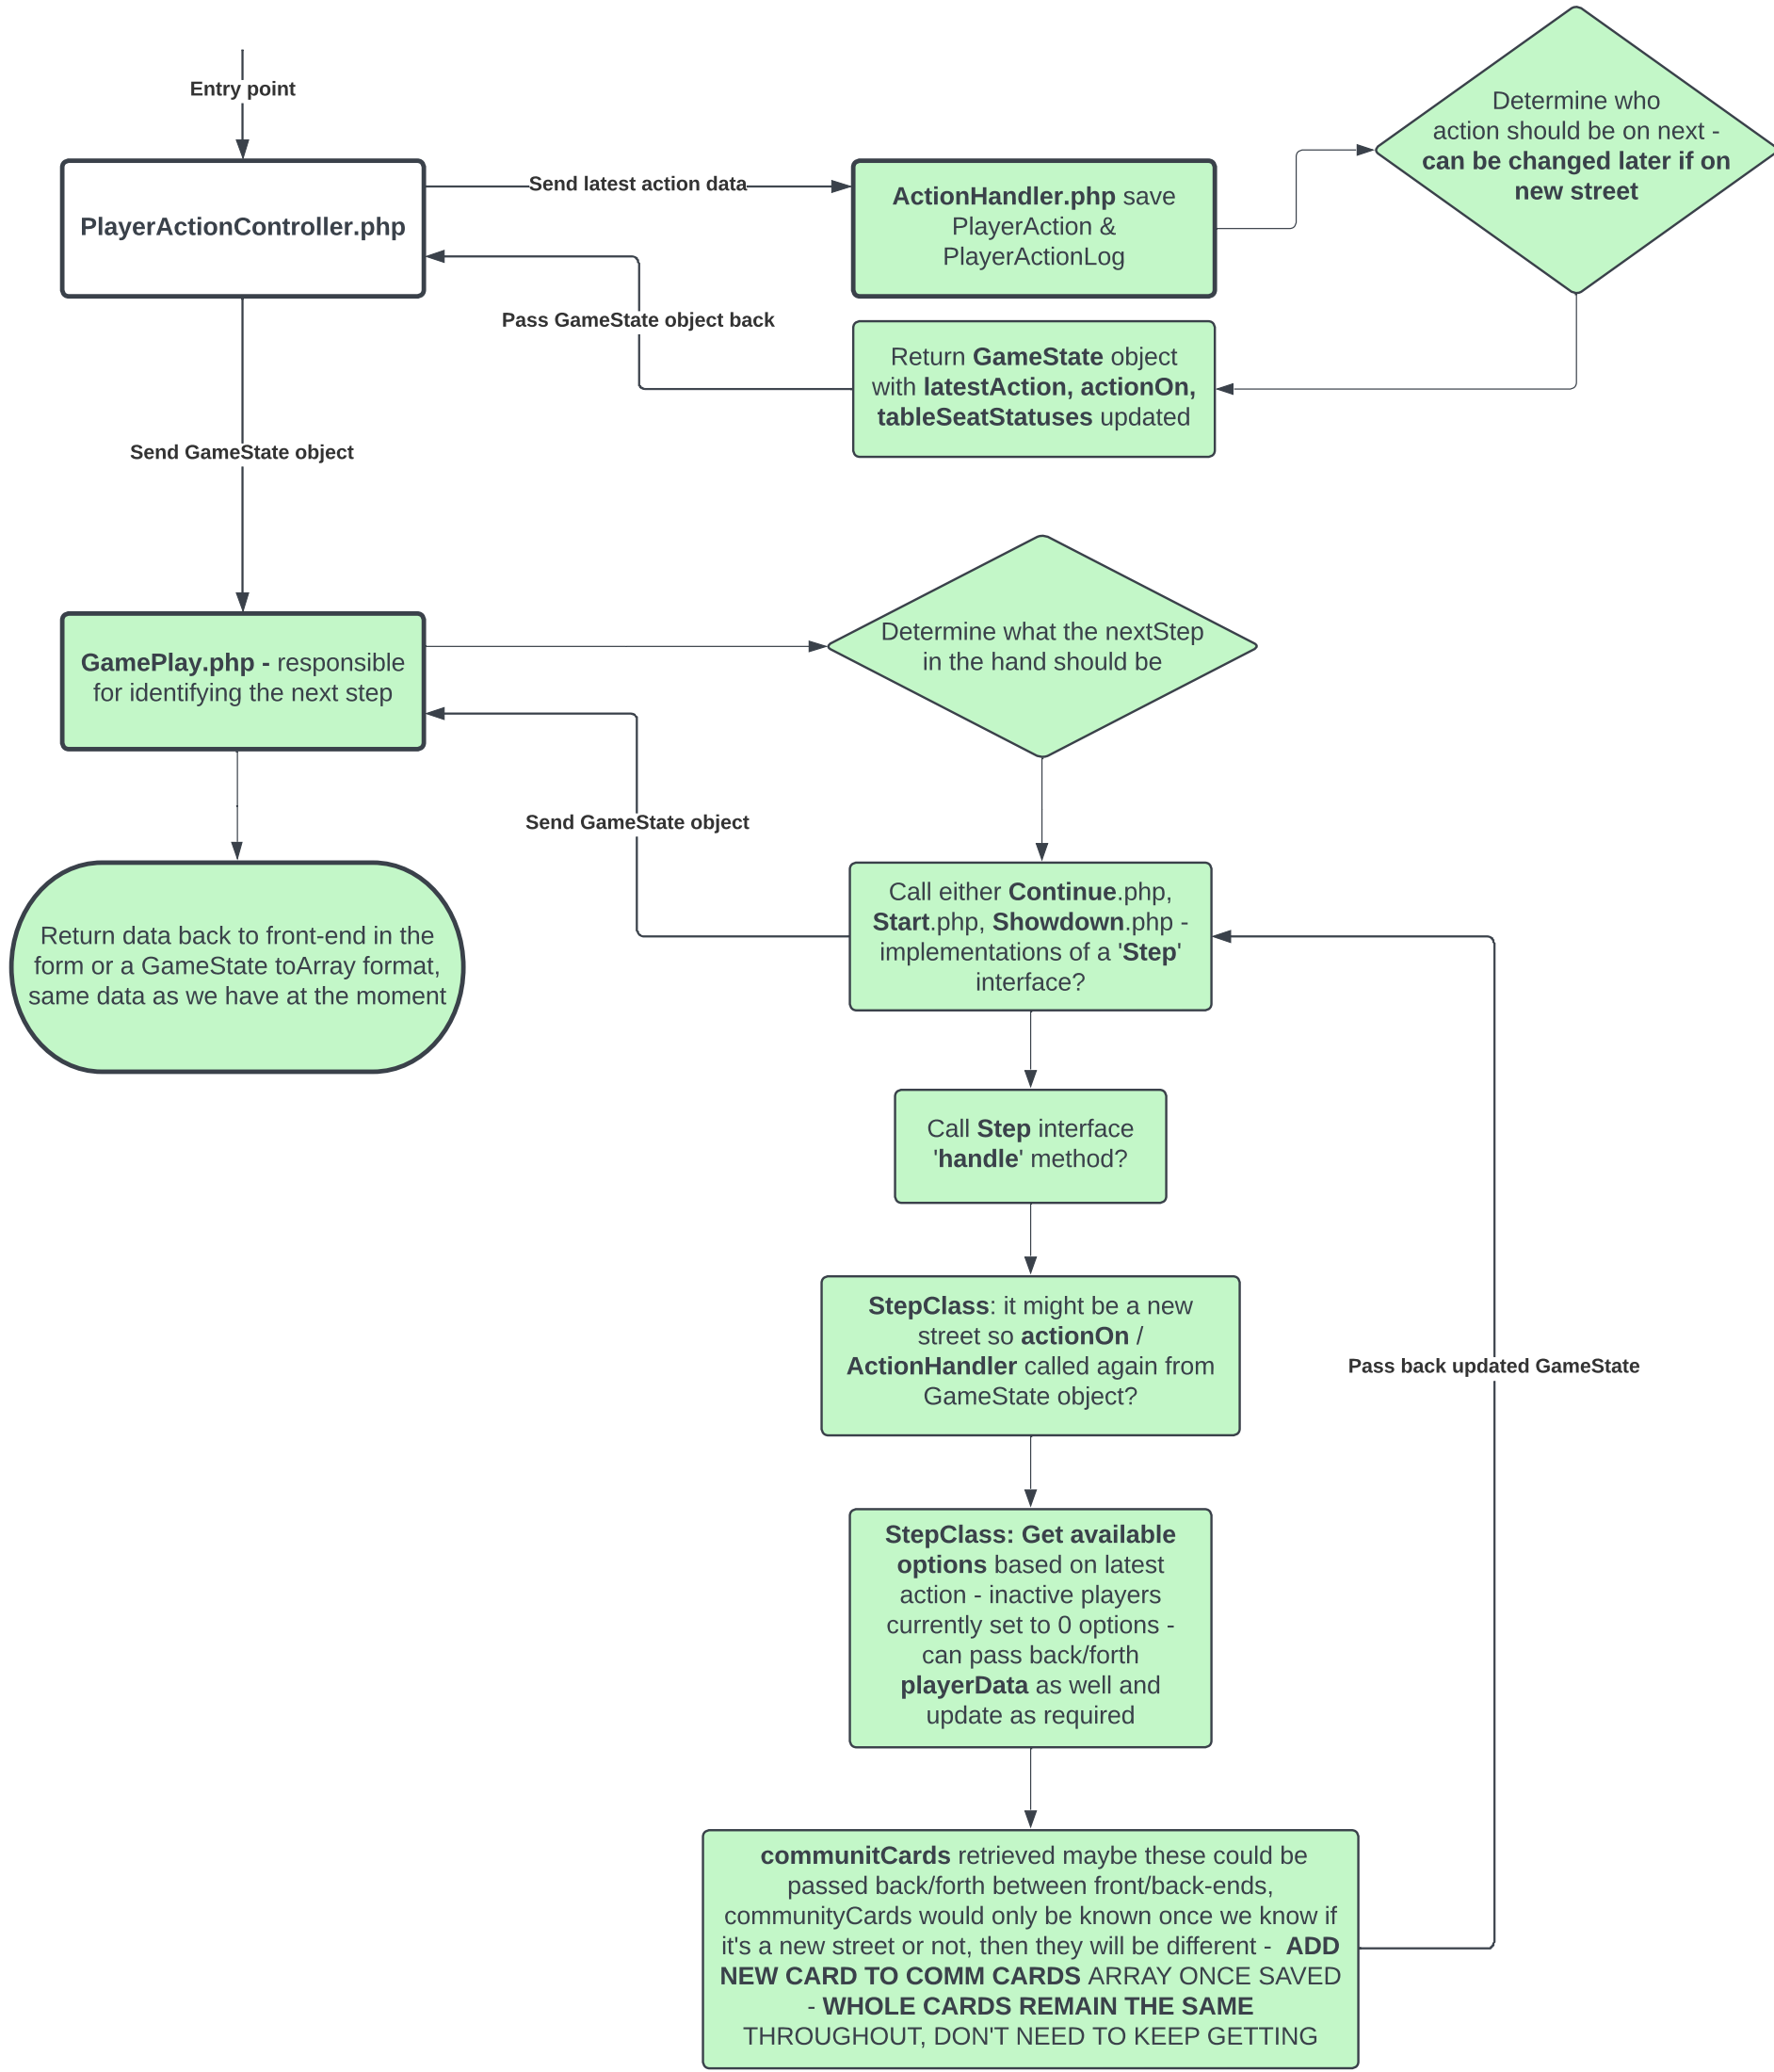 Entry point
PlayerActionController.php
Send latest action data
ActionHandler.php save
PlayerAction &
PlayerActionLog
Determine who
action should be on next -
can be changed later if on
new street
Pass GameState object back
Return GameState object
with latestAction, actionOn,
tableSeatStatuses updated
Send GameState object
GamePlay.php - responsible
for identifying the next step
Determine what the nextStep
in the hand should be
Send GameState object
Return data back to front-end in the
form or a GameState toArray format,
same data as we have at the moment
Call either Continue.php,
Start.php, Showdown.php -
implementations of a 'Step'
interface?
Call Step interface
'handle' method?
StepClass: it might be a new
street so actionOn /
ActionHandler called again from
GameState object?
Pass back updated GameState
StepClass: Get available
options based on latest
action - inactive players
currently set to 0 options -
can pass back/forth
playerData as well and
update as required
communitCards retrieved maybe these could be
passed back/forth between front/back-ends,
communityCards would only be known once we know if
it's a new street or not, then they will be different - ADD
NEW CARD TO COMM CARDS ARRAY ONCE SAVED
- WHOLE CARDS REMAIN THE SAME
THROUGHOUT, DON'T NEED TO KEEP GETTING